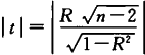 |t| = |R √n−2 / √1−R²|